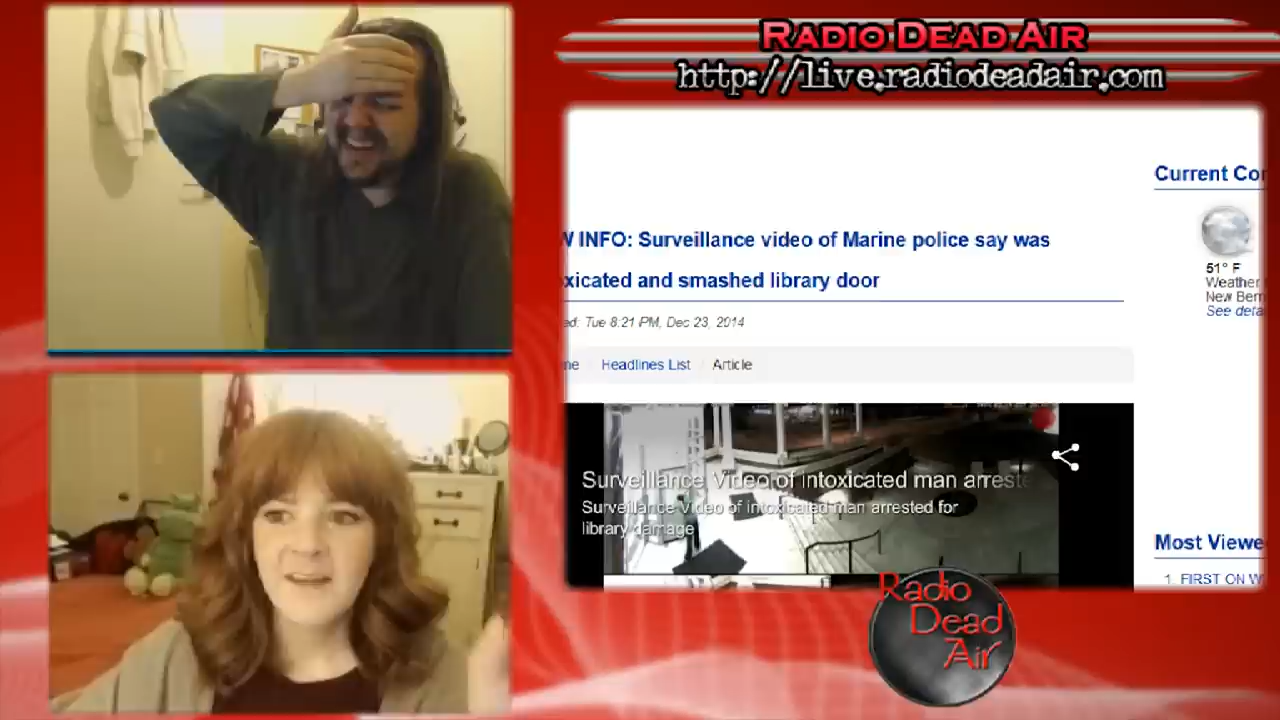 RADIO DEAD AIR
http://live.radiodeadair.com
Current Con
W INFO: Surveillance video of Marine police say was
oxicated and smashed library door
ed: Tue 8:21 PM, Dec 23, 2014
me Headlines List Article
51° F
Weather
New Bern
See deta
Surveillance Video of intoxicated man arreste
Surveillance Video of intoxicated man arrested for
library damage
Most Viewe
1. FIRST ON W
Radio
Dead
Air